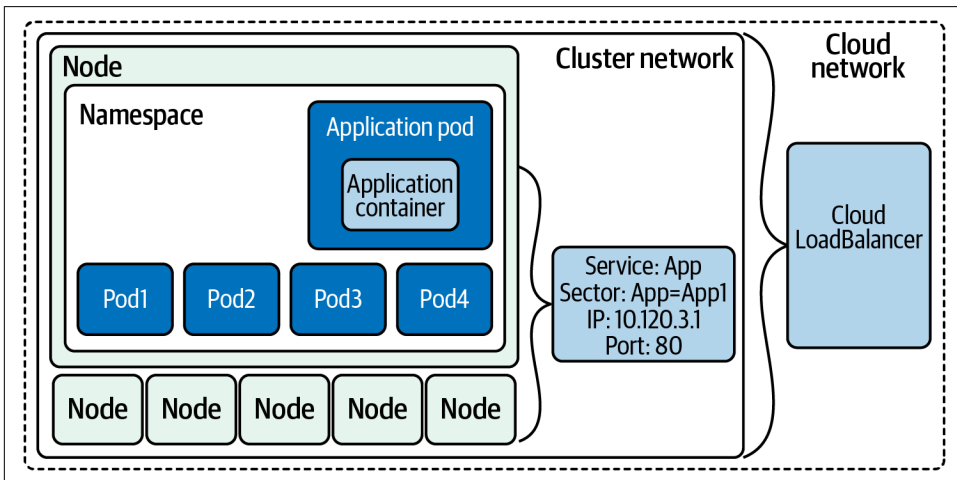 Node
Cluster network
Cloud
network
Namespace
Application pod
Application
container
Cloud
LoadBalancer
Pod1
Pod2
Pod3
Pod4
Service: App
Sector: App=App1
IP: 10.120.3.1
Port: 80
Node
Node
Node
Node
Node